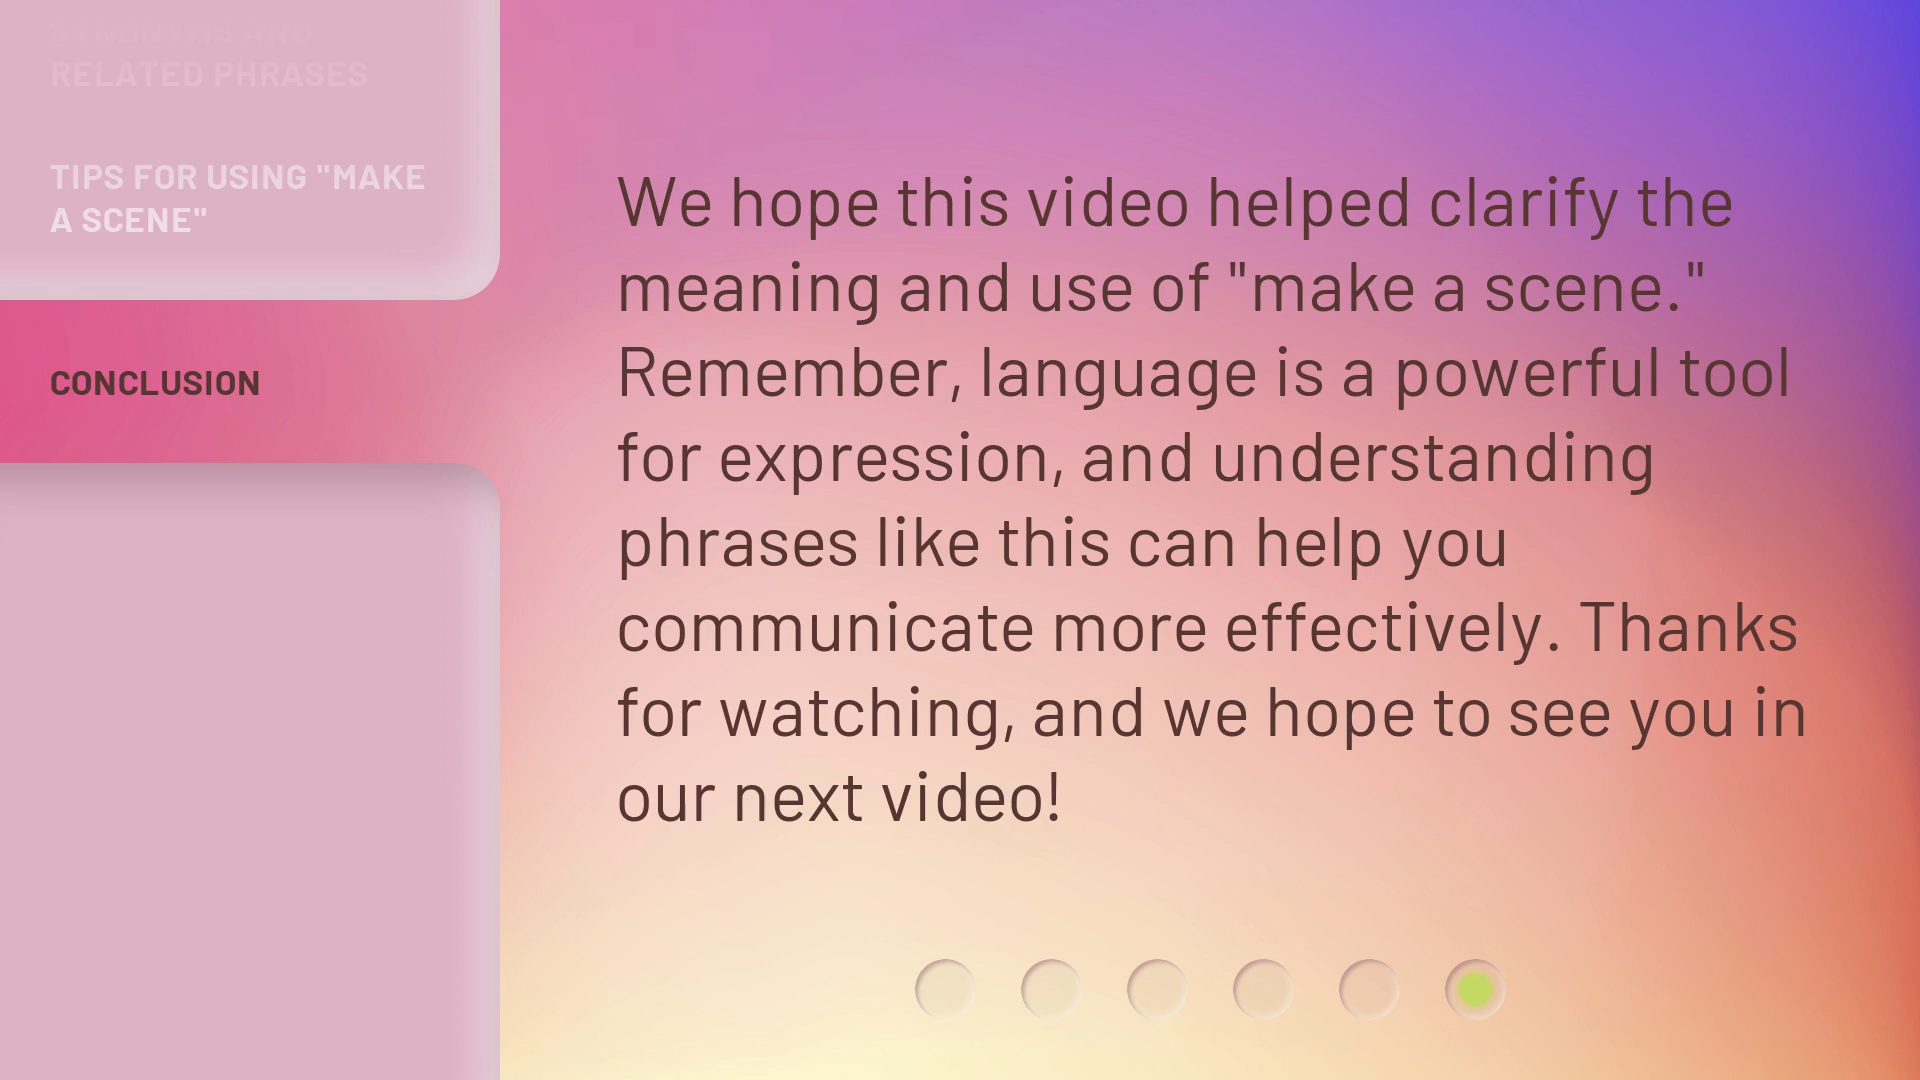 SYNONYMS AND
RELATED PHRASES
TIPS FOR USING "MAKE
A SCENE"
CONCLUSION
We hope this video helped clarify the
meaning and use of "make a scene."
Remember, language is a powerful tool
for expression, and understanding
phrases like this can help you
communicate more effectively. Thanks
for watching, and we hope to see you in
our next video!